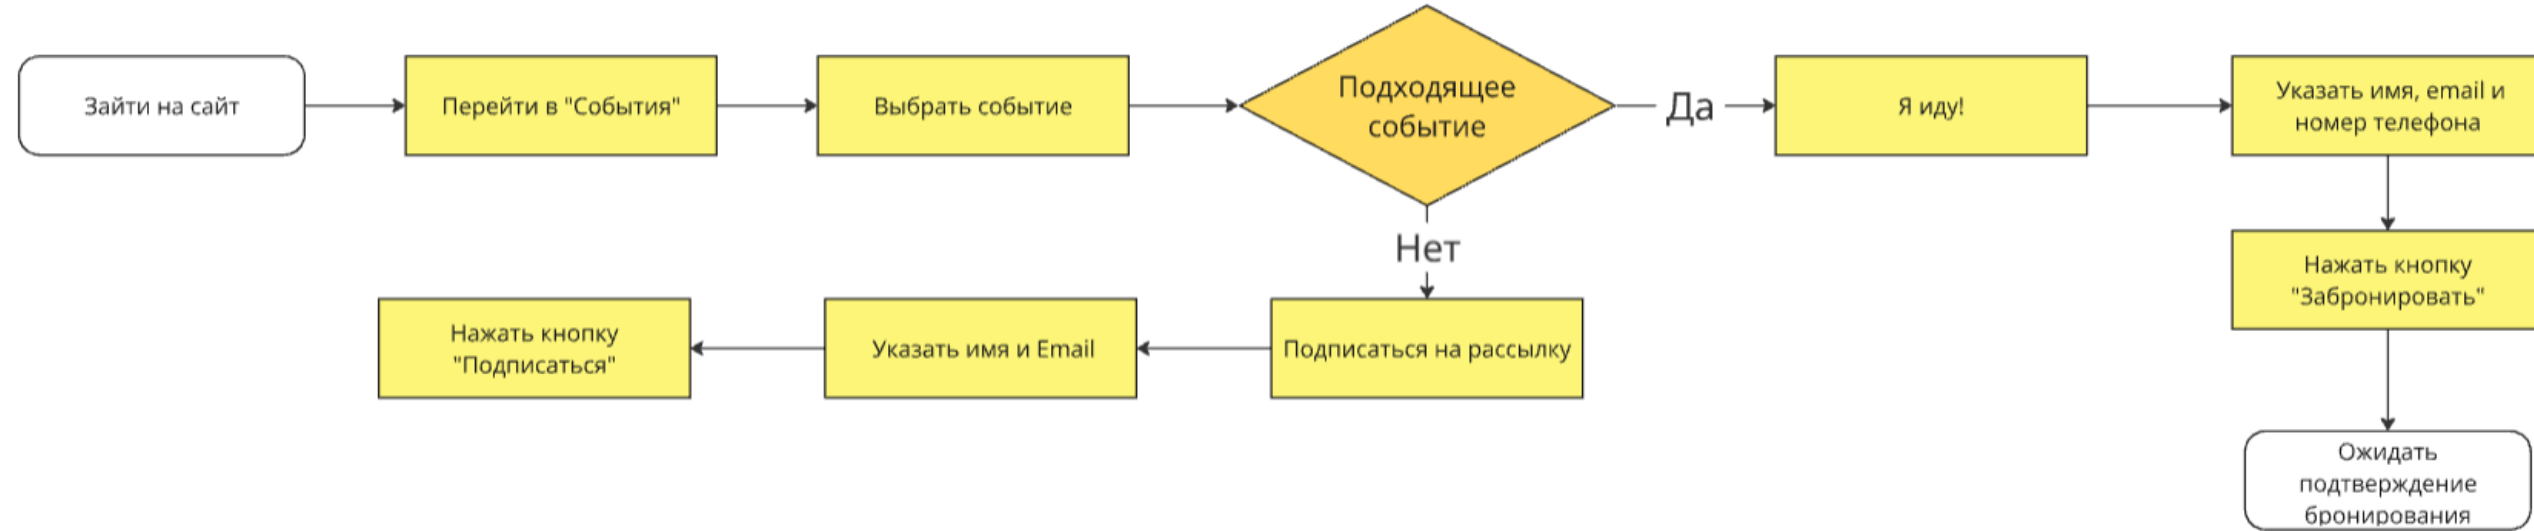 Зайти на сайт
Перейти в "События"
Выбрать событие
Подходящее
событие
Да
Я иду!
Указать имя, email и
номер телефона
Нет
Нажать кнопку
"Забронировать"
Подписаться на рассылку
Указать имя и Email
Нажать кнопку
"Подписаться"
Ожидать
подтверждение
бронирования